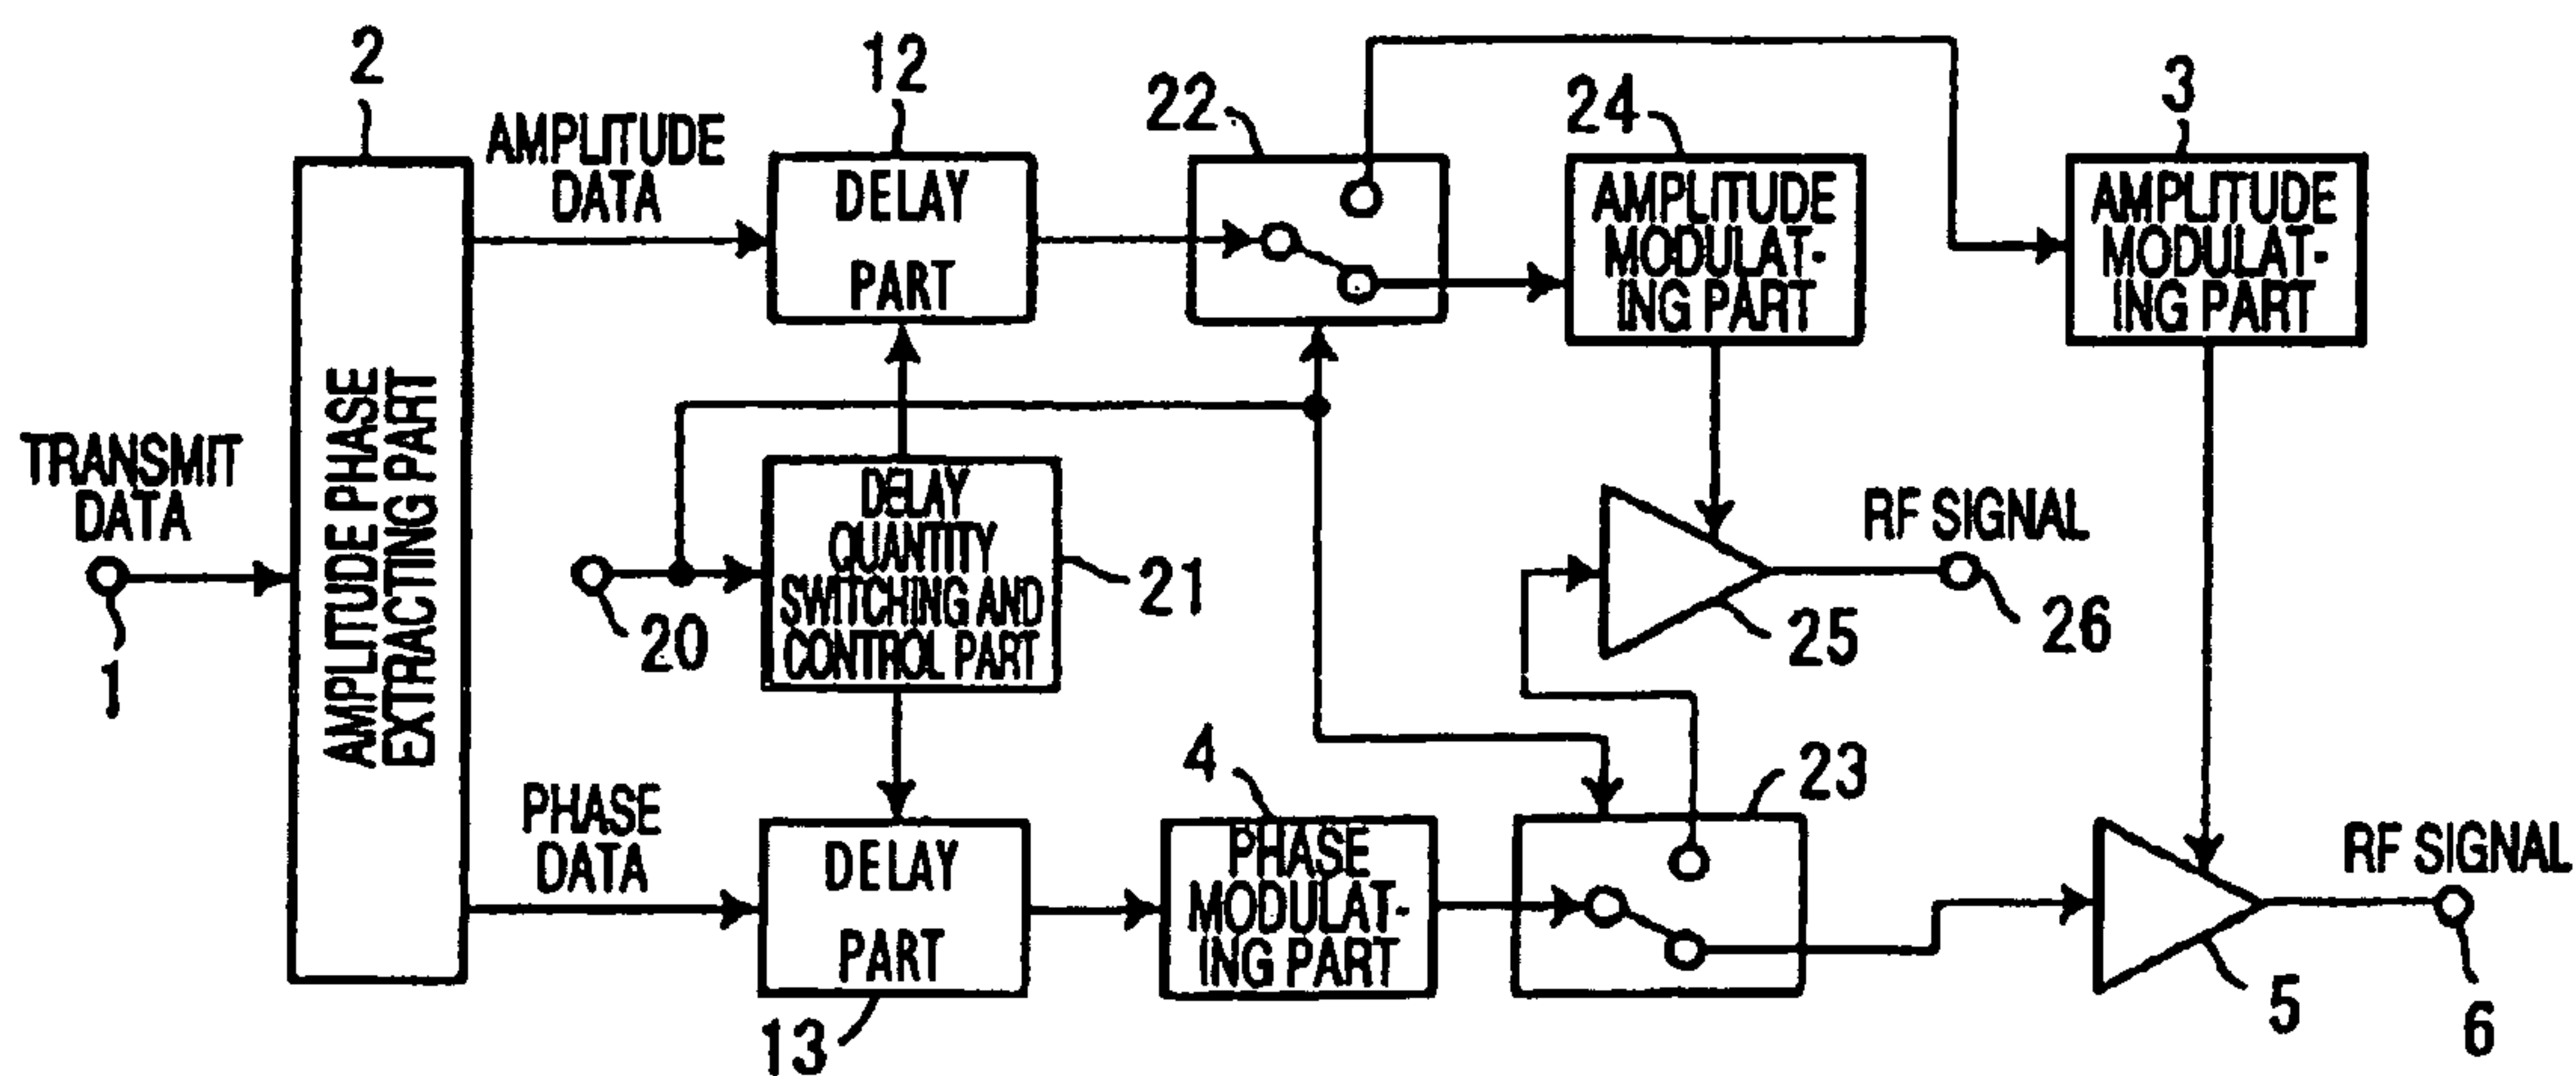 2
12
22
24
3
AMPLITUDE
DATA
DELAY
PART
AMPLITUDE
MODULAT-
ING PART
AMPLITUDE
MODULAT-
ING PART
TRANSMIT
DATA
1
AMPLITUDE PHASE
EXTRACTING PART
20
DELAY
QUANTITY
SWITCHING AND
CONTROL PART
21
RF SIGNAL
25
26
PHASE
DATA
DELAY
PART
13
4
PHASE
MODULAT-
ING PART
23
RF SIGNAL
5
6